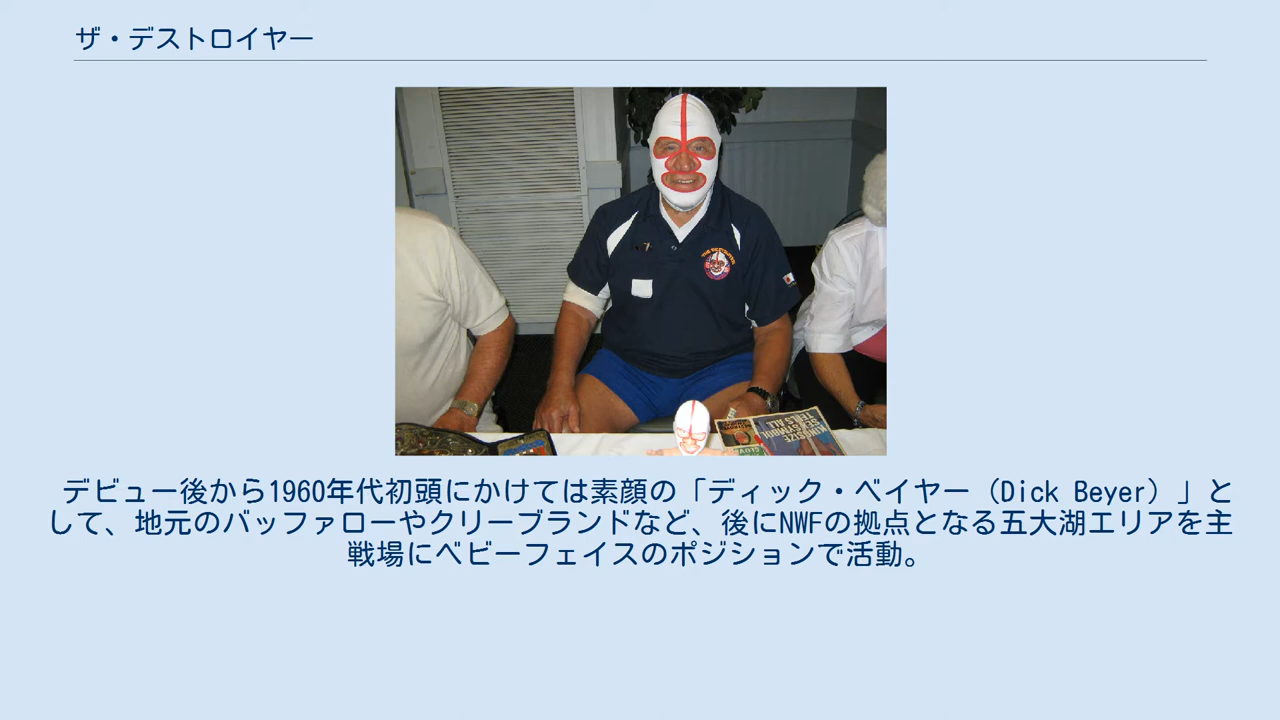 ザ・デストロイヤー
KINGSIZE
SEX SYMBOL
TELLS ALL
デビュー後から1960年代初頭にかけては素顔の「ディック・ベイヤー（Dick Beyer）」と
して、地元のバッファローやクリーブランドなど、後にNWFの拠点となる五大湖エリアを主
戦場にベビーフェイスのポジションで活動。